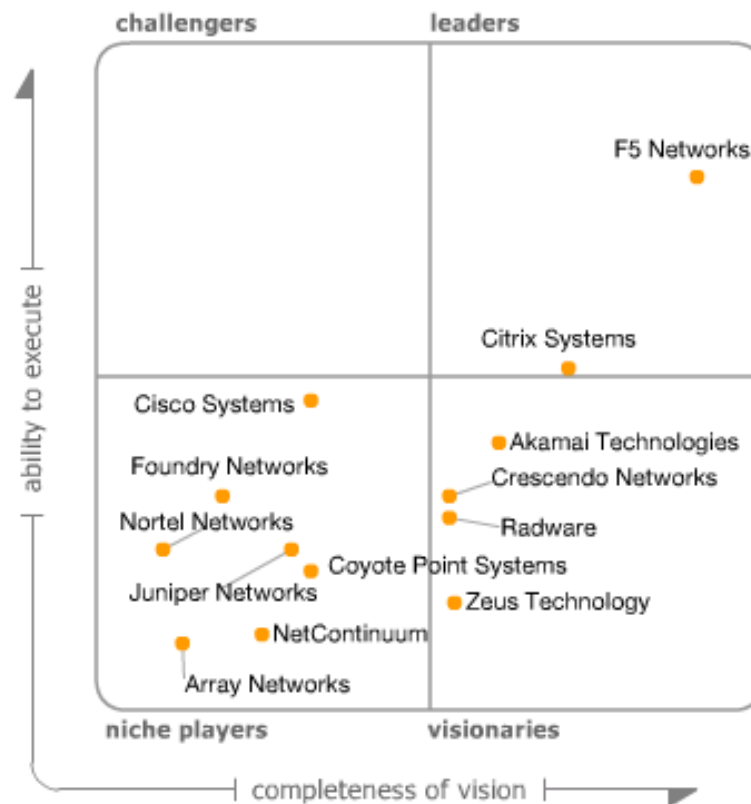 challengers
leaders
F5 Networks
Citrix Systems
Cisco Systems
Akamai Technologies
Foundry Networks
Crescendo Networks
Nortel Networks
Radware
Coyote Point Systems
Juniper Networks
Zeus Technology
NetContinuum
Array Networks
niche players
visionaries
ability to execute
completeness of vision